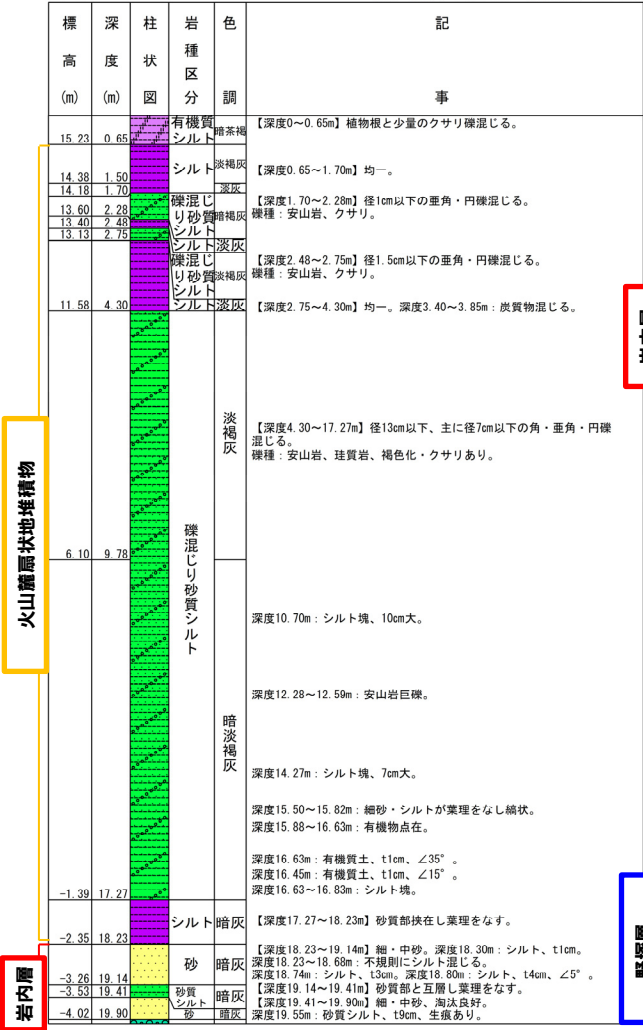 標高(m)
深度(m)
柱状図
岩種区分
色調
記事
15.23 0.65 有機質シルト 暗茶褐
【深度0~0.65m】植物根と少量のクサリ礫混じる。
14.38 1.50 シルト 淡褐灰
14.18 1.70 淡灰
【深度0.65~1.70m】均一。
13.60 2.28 礫混じり砂質シルト 暗褐灰
【深度1.70~2.28m】径1cm以下の亜角・円礫混じる。
礫種:安山岩、クサリ。
13.40 2.48 シルト 淡灰
13.13 2.75 礫混じり砂質シルト 淡褐灰
【深度2.48~2.75m】径1.5cm以下の亜角・円礫混じる。
礫種:安山岩、クサリ。
11.58 4.30 シルト 淡灰
【深度2.75~4.30m】均一。深度3.40~3.85m:炭質物混じる。
火山麓扇状地堆積物
礫混じり砂質シルト
淡褐灰
【深度4.30~17.27m】径13cm以下、主に径7cm以下の角・亜角・円礫
混じる。
礫種:安山岩、珪質岩、褐色化・クサリあり。
6.10 9.78
暗淡褐灰
深度10.70m:シルト塊、10cm大。
深度12.28~12.59m:安山岩巨礫。
深度14.27m:シルト塊、7cm大。
深度15.50~15.82m:細砂・シルトが葉理をなし縞状。
深度15.88~16.63m:有機物点在。
深度16.63m:有機質土、t1cm、∠35°。
深度16.45m:有機質土、t1cm、∠15°。
深度16.63~16.83m:シルト塊。
-1.39 17.27
-2.35 18.23 シルト 暗灰
【深度17.27~18.23m】砂質部挟在し葉理をなす。
岩内層
-3.26 19.14 砂 暗灰
【深度18.23~19.14m】細・中砂。深度18.30m:シルト、t1cm。
深度18.23~18.68m:不規則にシルト混じる。
深度18.74m:シルト、t3cm。深度18.80m:シルト、t4cm、∠5°。
-3.53 19.41 砂質シルト 暗灰
【深度19.14~19.41m】砂質部と互層し葉理をなす。
-4.02 19.90 砂 暗灰
【深度19.41~19.90m】細・中砂、淘汰良好。
深度19.55m:砂質シルト、t9cm、生痕あり。